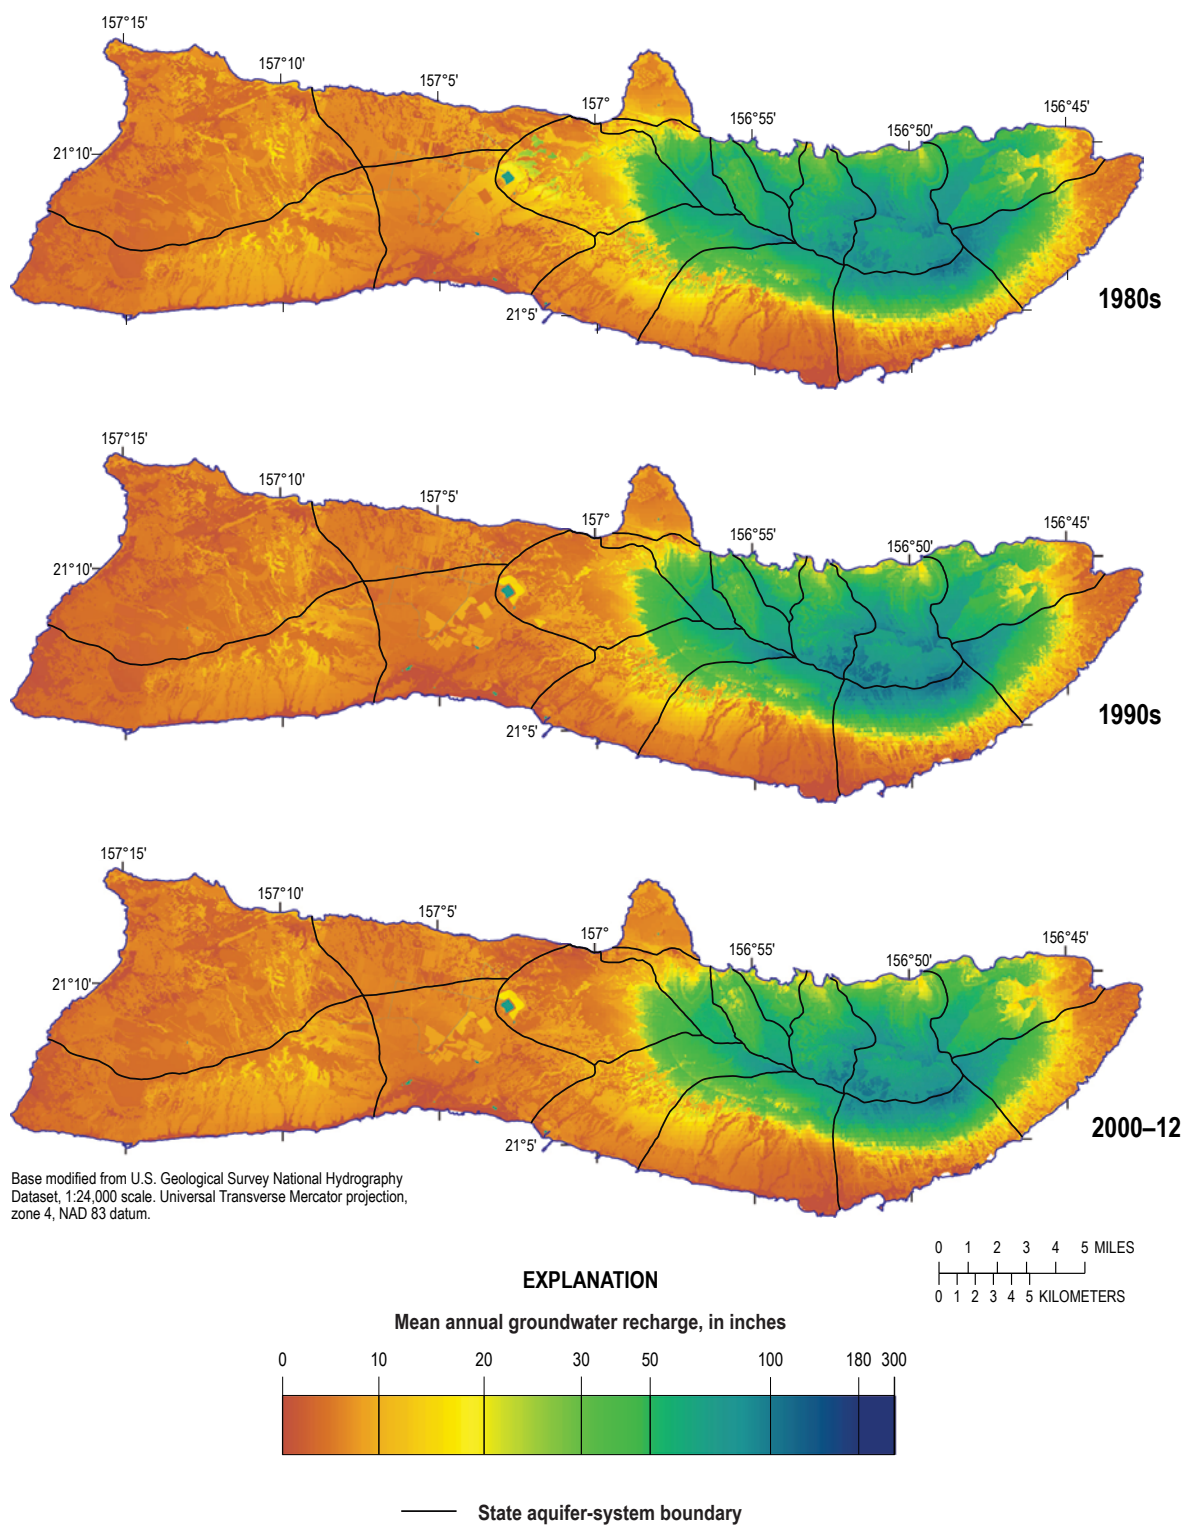 157°15'
157°10'
157°5'
157°
156°55'
156°50'
156°45'
21°10'
21°5'
1980s
157°15'
157°10'
157°5'
157°
156°55'
156°50'
156°45'
21°10'
21°5'
1990s
157°15'
157°10'
157°5'
157°
156°55'
156°50'
156°45'
21°10'
21°5'
2000–12
Base modified from U.S. Geological Survey National Hydrography
Dataset, 1:24,000 scale. Universal Transverse Mercator projection,
zone 4, NAD 83 datum.
0 1 2 3 4 5 MILES
0 1 2 3 4 5 KILOMETERS
EXPLANATION
Mean annual groundwater recharge, in inches
0 10 20 30 50 100 180 300
State aquifer-system boundary